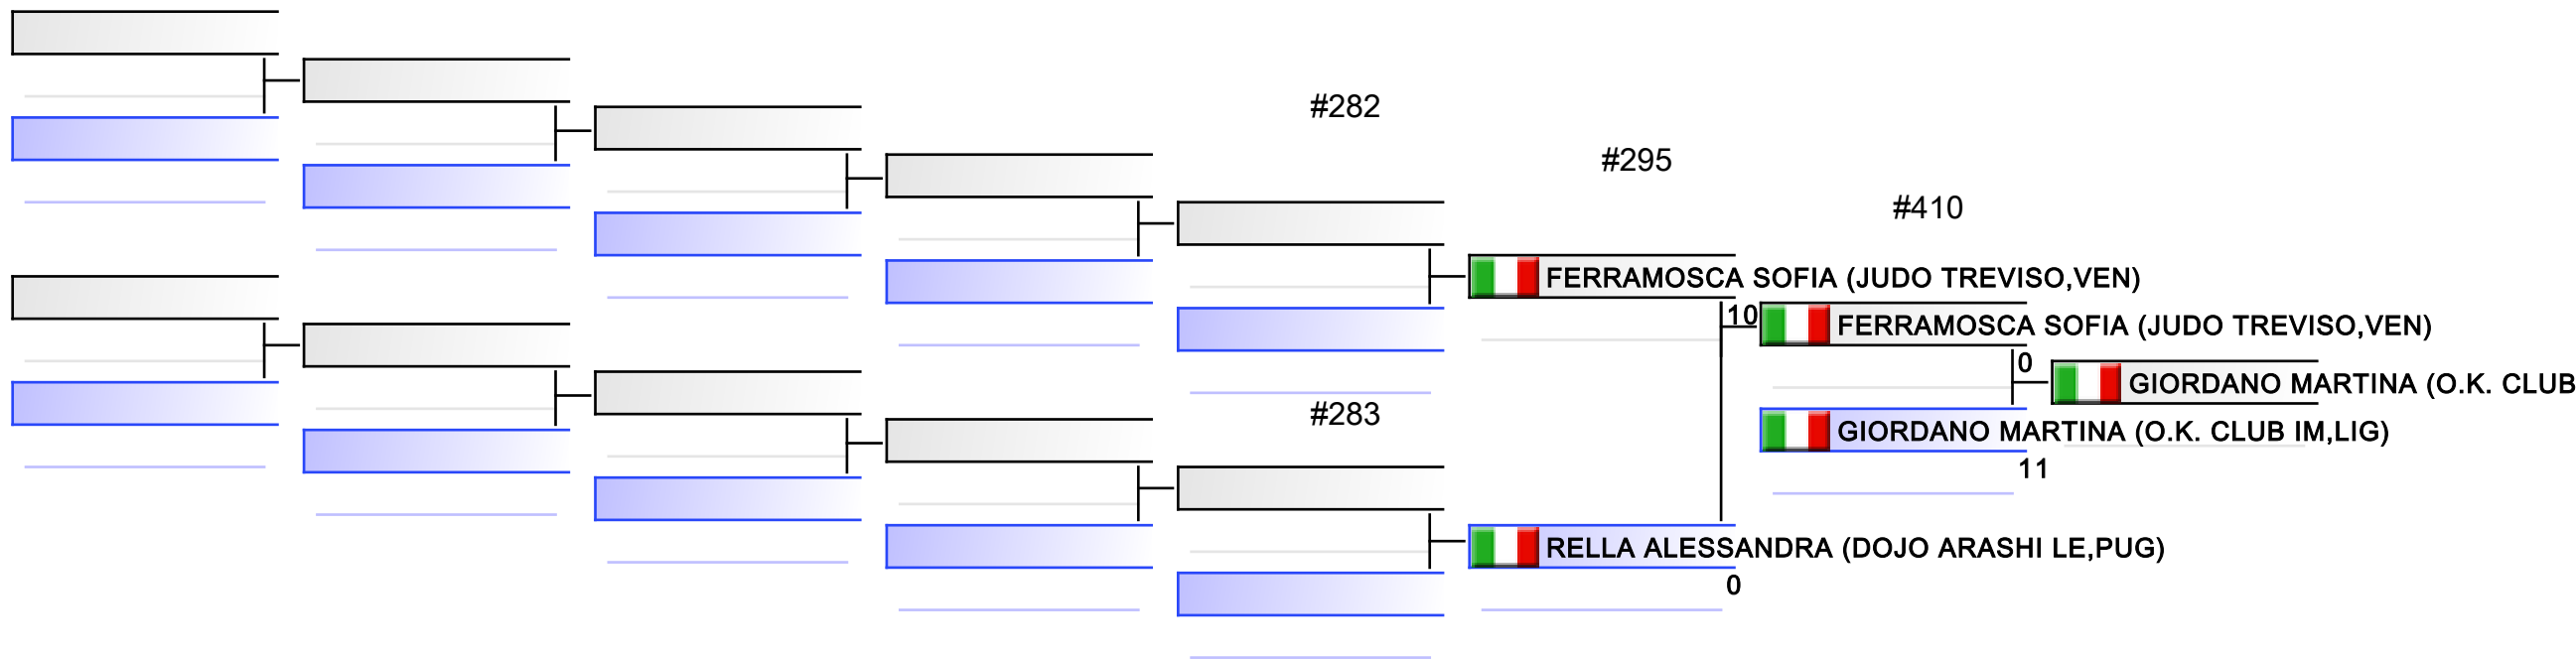 #282
#295
#410
FERRAMOSCA SOFIA (JUDO TREVISO,VEN)
10
FERRAMOSCA SOFIA (JUDO TREVISO,VEN)
0
GIORDANO MARTINA (O.K. CLUB
#283
GIORDANO MARTINA (O.K. CLUB IM,LIG)
11
RELLA ALESSANDRA (DOJO ARASHI LE,PUG)
0